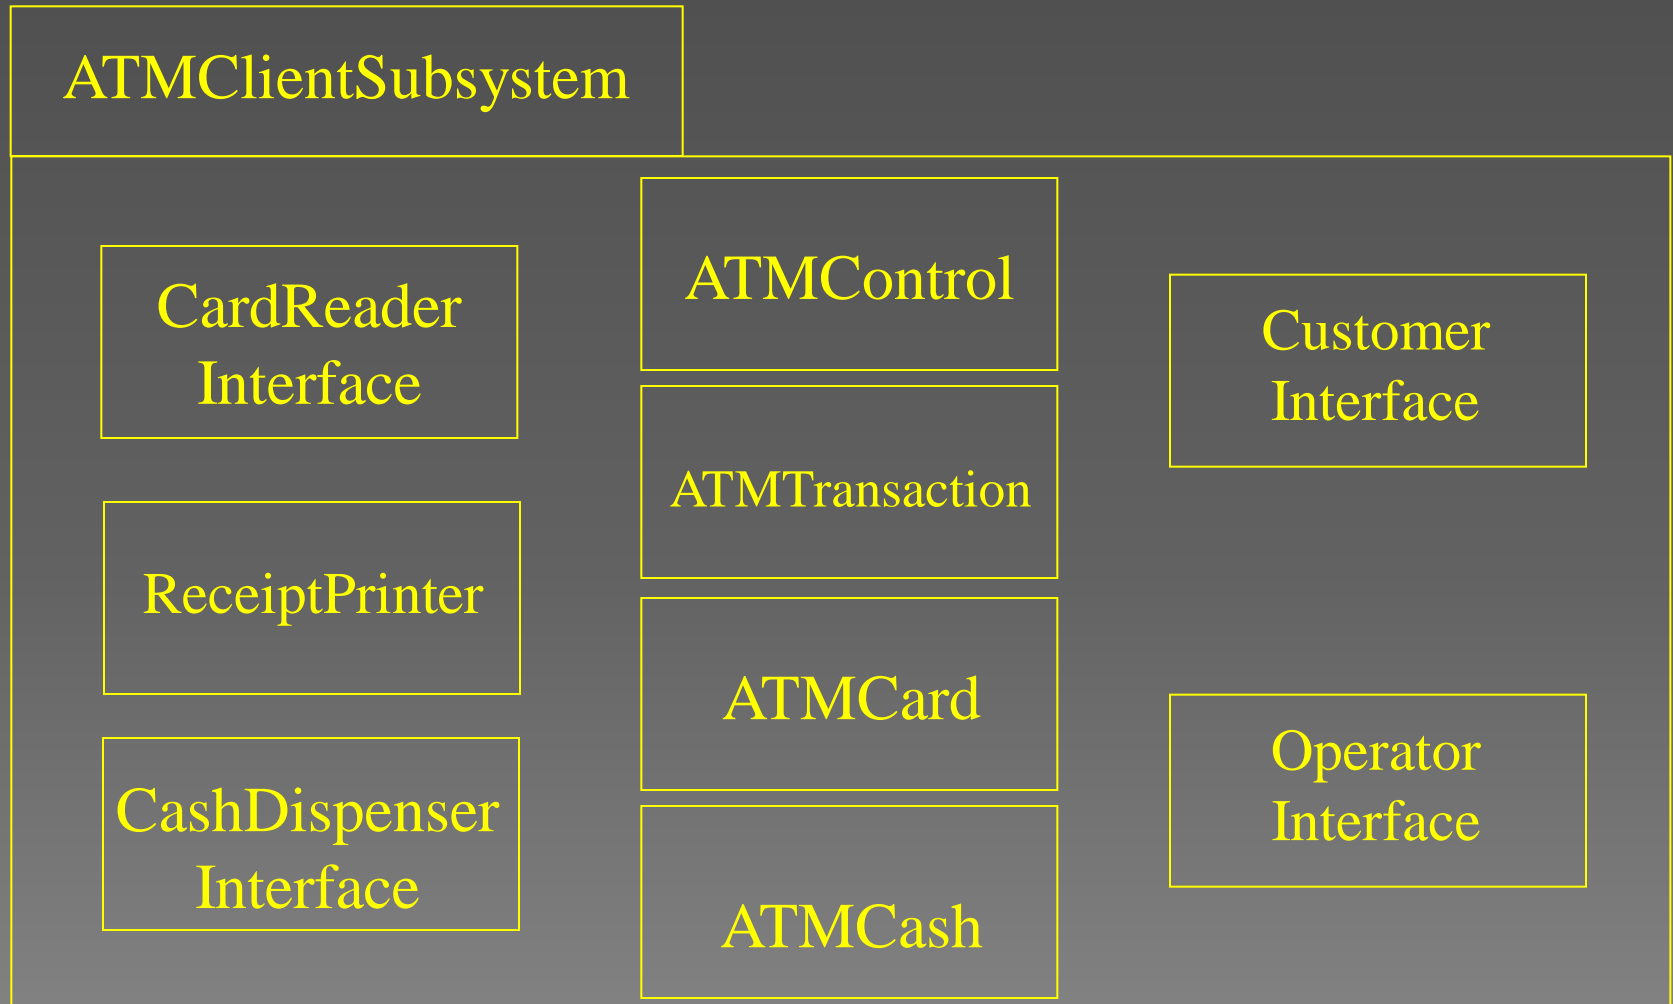 ATMClientSubsystem
CardReader
Interface
ReceiptPrinter
CashDispenser
Interface
ATMControl
ATMTransaction
ATMCard
ATMCash
Customer
Interface
Operator
Interface